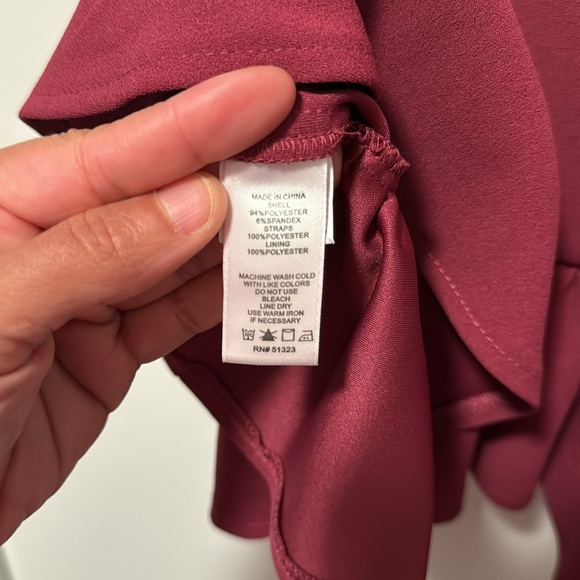 MADE IN CHINA
SHELL
94%POLYESTER
6%SPANDEX
STRAPS
100%POLYESTER
LINING
100%POLYESTER
MACHINE WASH COLD
WITH LIKE COLORS
DO NOT USE
BLEACH
LINE DRY
USE WARM IRON
IF NECESSARY
RN# 51323